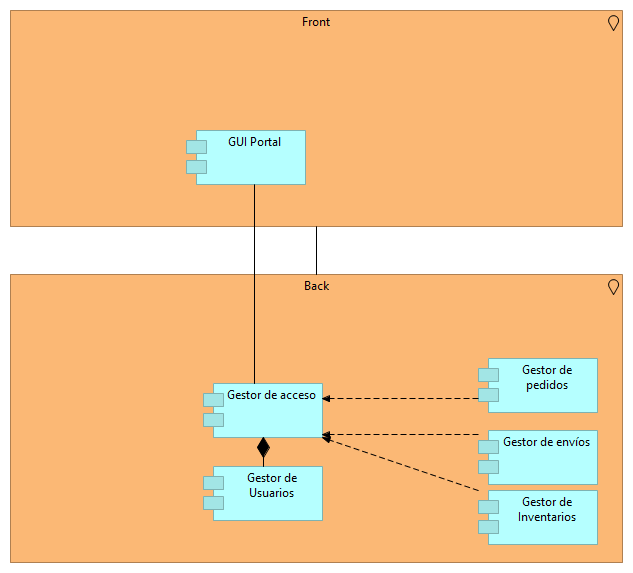 Front
GUI Portal
Back
Gestor de acceso
Gestor de
Usuarios
Gestor de
pedidos
Gestor de envíos
Gestor de
Inventarios